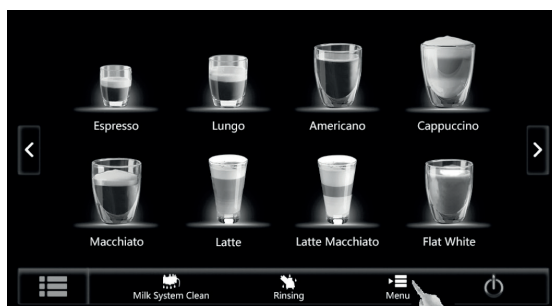 Espresso
Lungo
Americano
Cappuccino
Macchiato
Latte
Latte Macchiato
Flat White
Milk System Clean
Rinsing
Menu